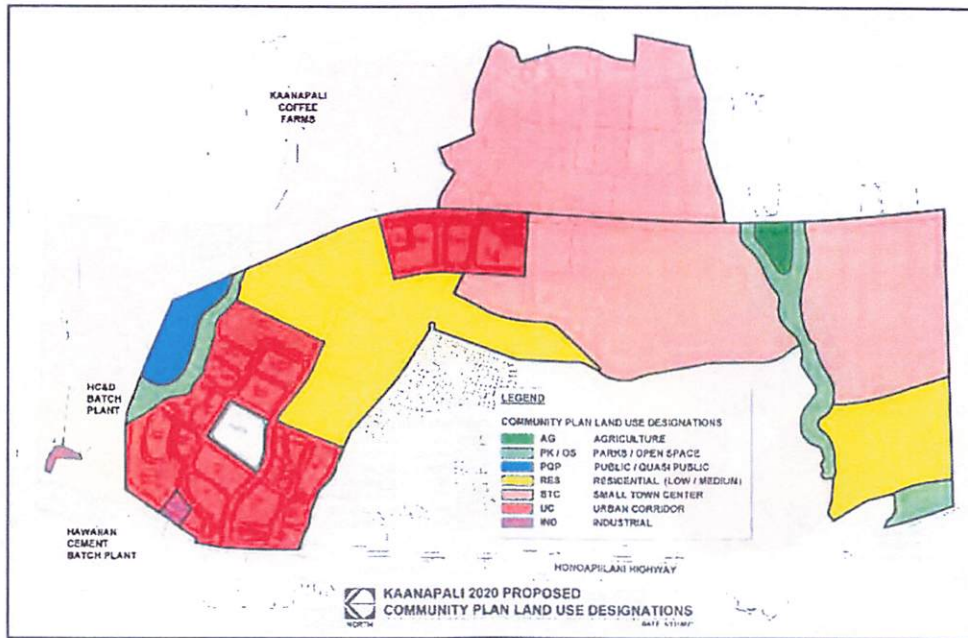 KAANAPALI
COFFEE
FARMS
HC&D
BATCH
PLANT
HAWAIIAN
CEMENT
BATCH PLANT
LEGEND
COMMUNITY PLAN LAND USE DESIGNATIONS
AG AGRICULTURE
PK / OS PARKS / OPEN SPACE
PQP PUBLIC / QUASI PUBLIC
RES RESIDENTIAL (LOW / MEDIUM)
STC SMALL TOWN CENTER
UC URBAN CORRIDOR
IND INDUSTRIAL
HONOAPIILANI HIGHWAY
KAANAPALI 2020 PROPOSED
COMMUNITY PLAN LAND USE DESIGNATIONS
NORTH
DATE